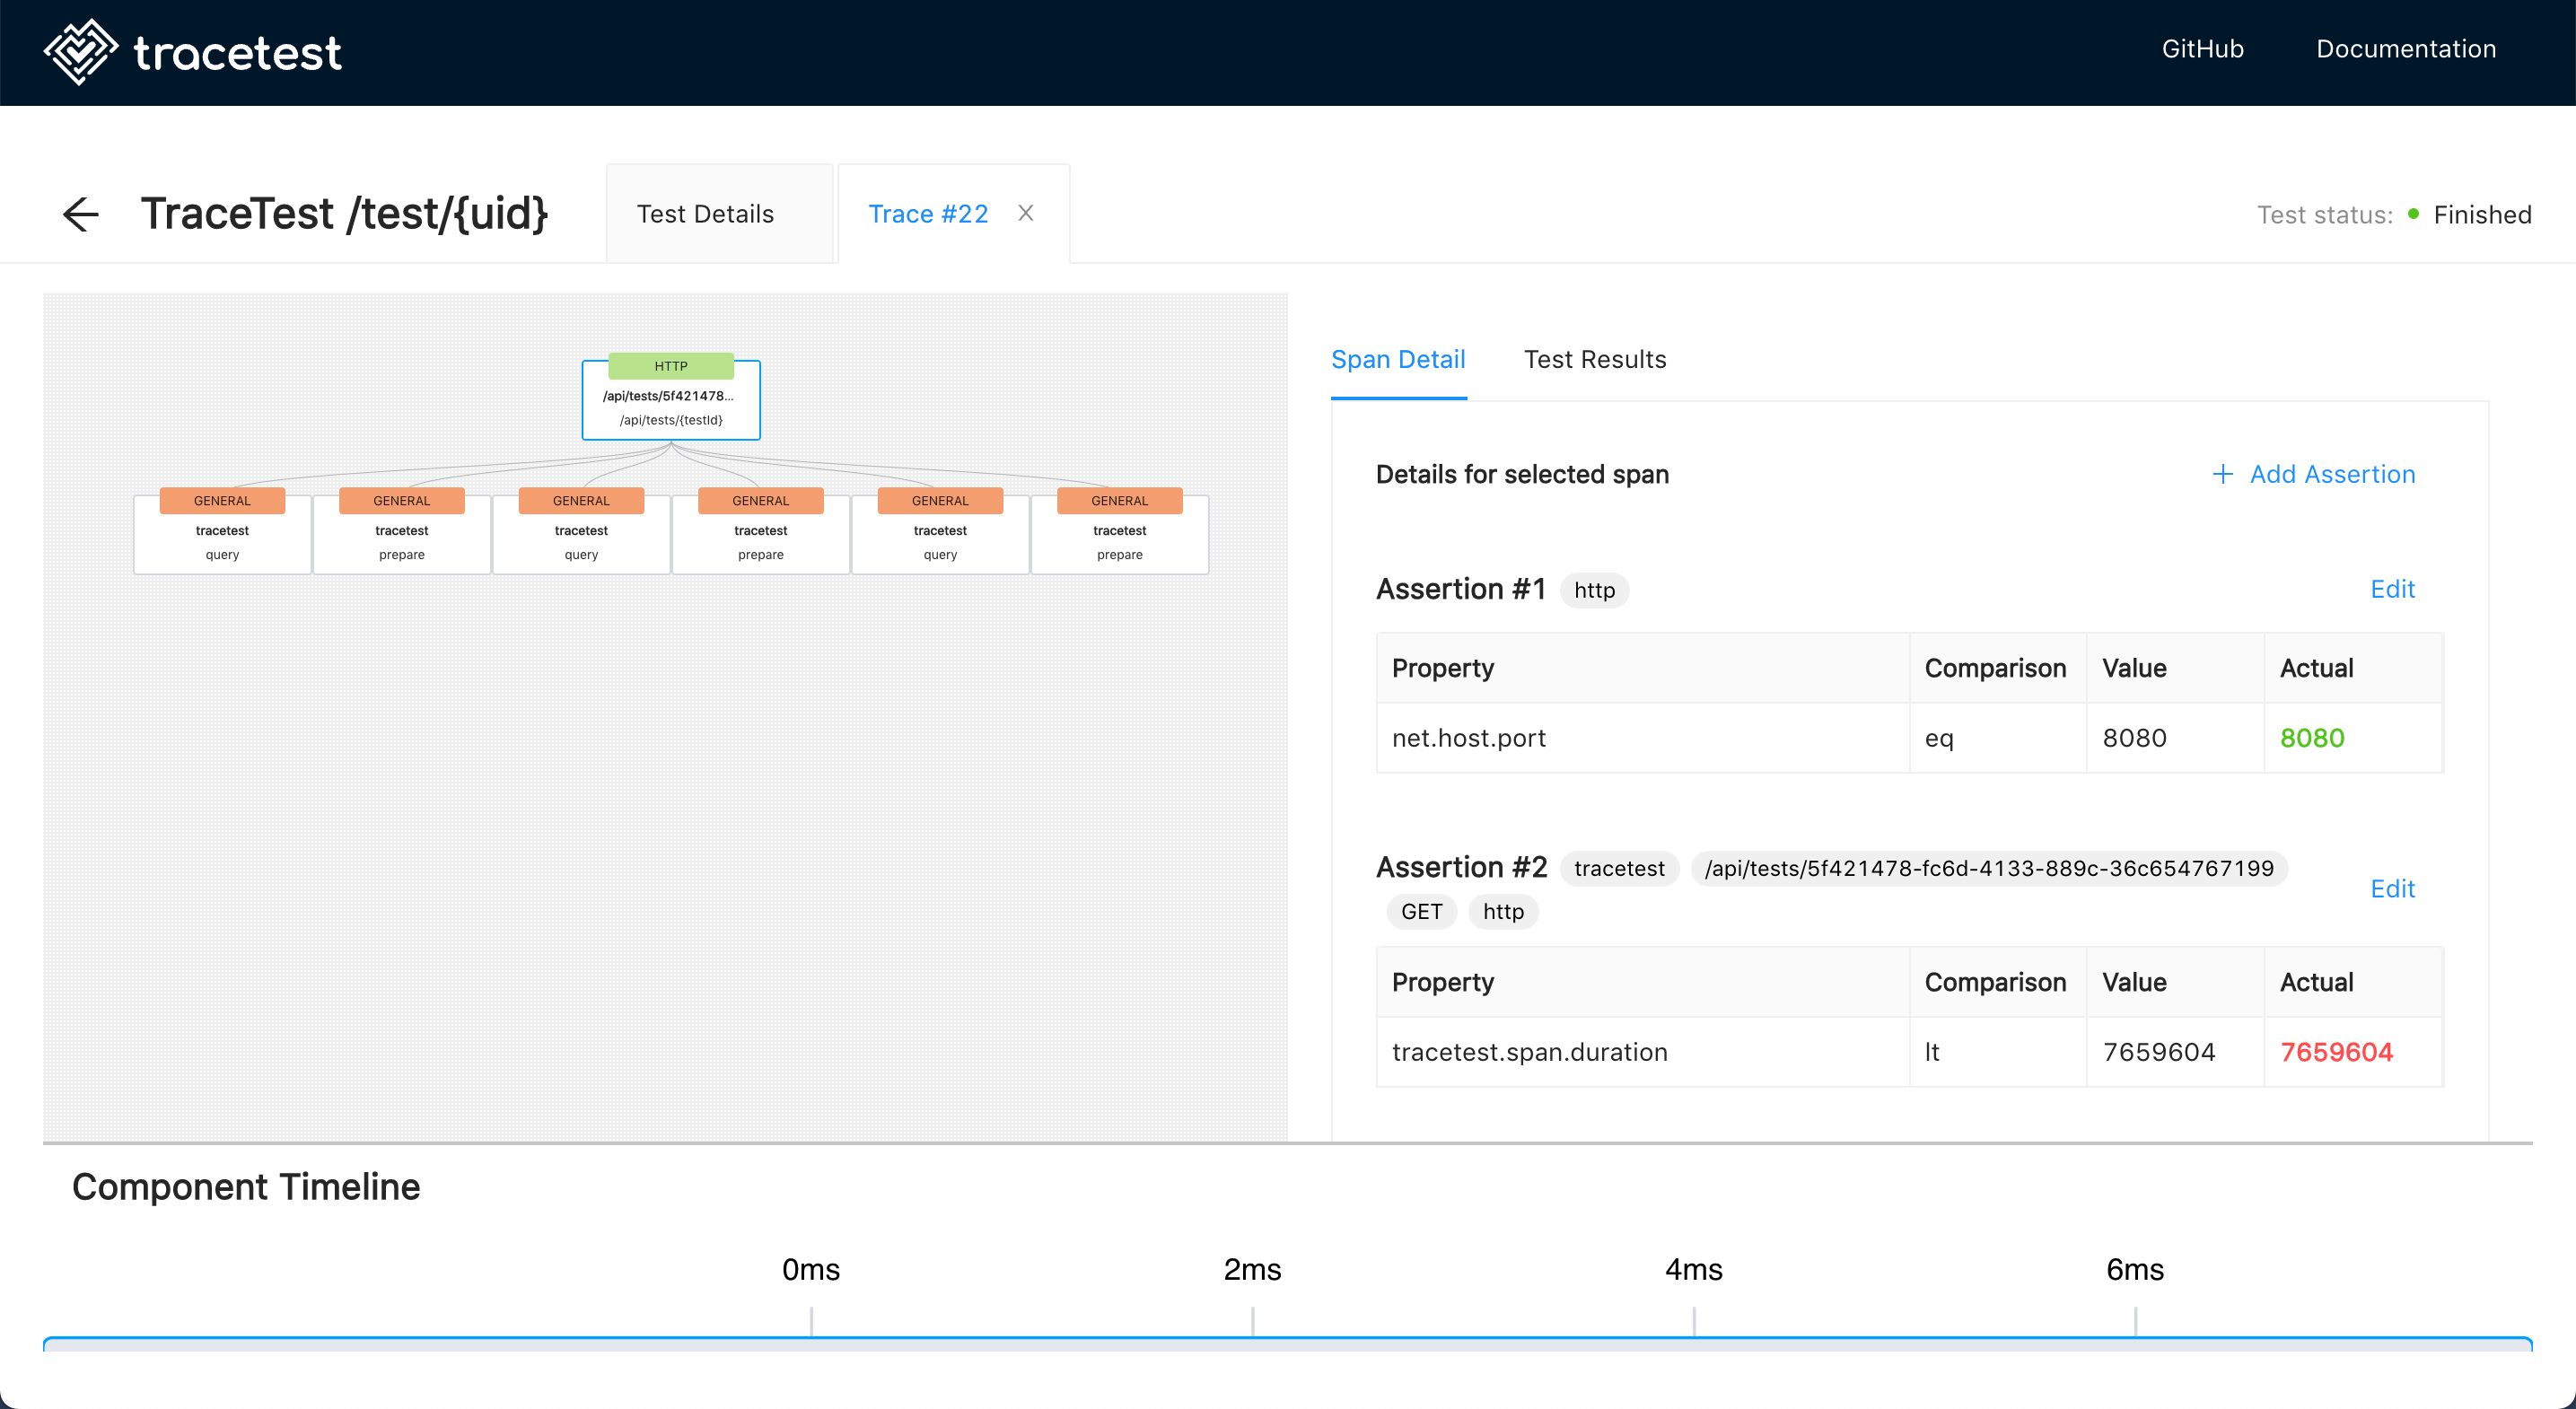 tracetest
GitHub
Documentation
TraceTest /test/{uid}
Test Details
Trace #22
Test status:
Finished
HTTP
/api/tests/5f421478...
/api/tests/{testId}
GENERAL
tracetest
query
GENERAL
tracetest
prepare
GENERAL
tracetest
query
GENERAL
tracetest
prepare
GENERAL
tracetest
query
GENERAL
tracetest
prepare
Span Detail
Test Results
Details for selected span
+ Add Assertion
Assertion #1
http
Edit
Property
Comparison
Value
Actual
net.host.port
eq
8080
8080
Assertion #2
tracetest
/api/tests/5f421478-fc6d-4133-889c-36c654767199
GET
http
Edit
Property
Comparison
Value
Actual
tracetest.span.duration
lt
7659604
7659604
Component Timeline
0ms
2ms
4ms
6ms